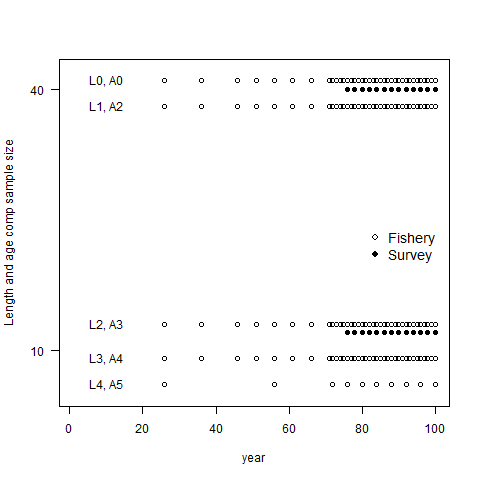 L0, A0
40
L1, A2
Length and age comp sample size
Fishery
Survey
L2, A3
10
L3, A4
L4, A5
0 20 40 60 80 100
year